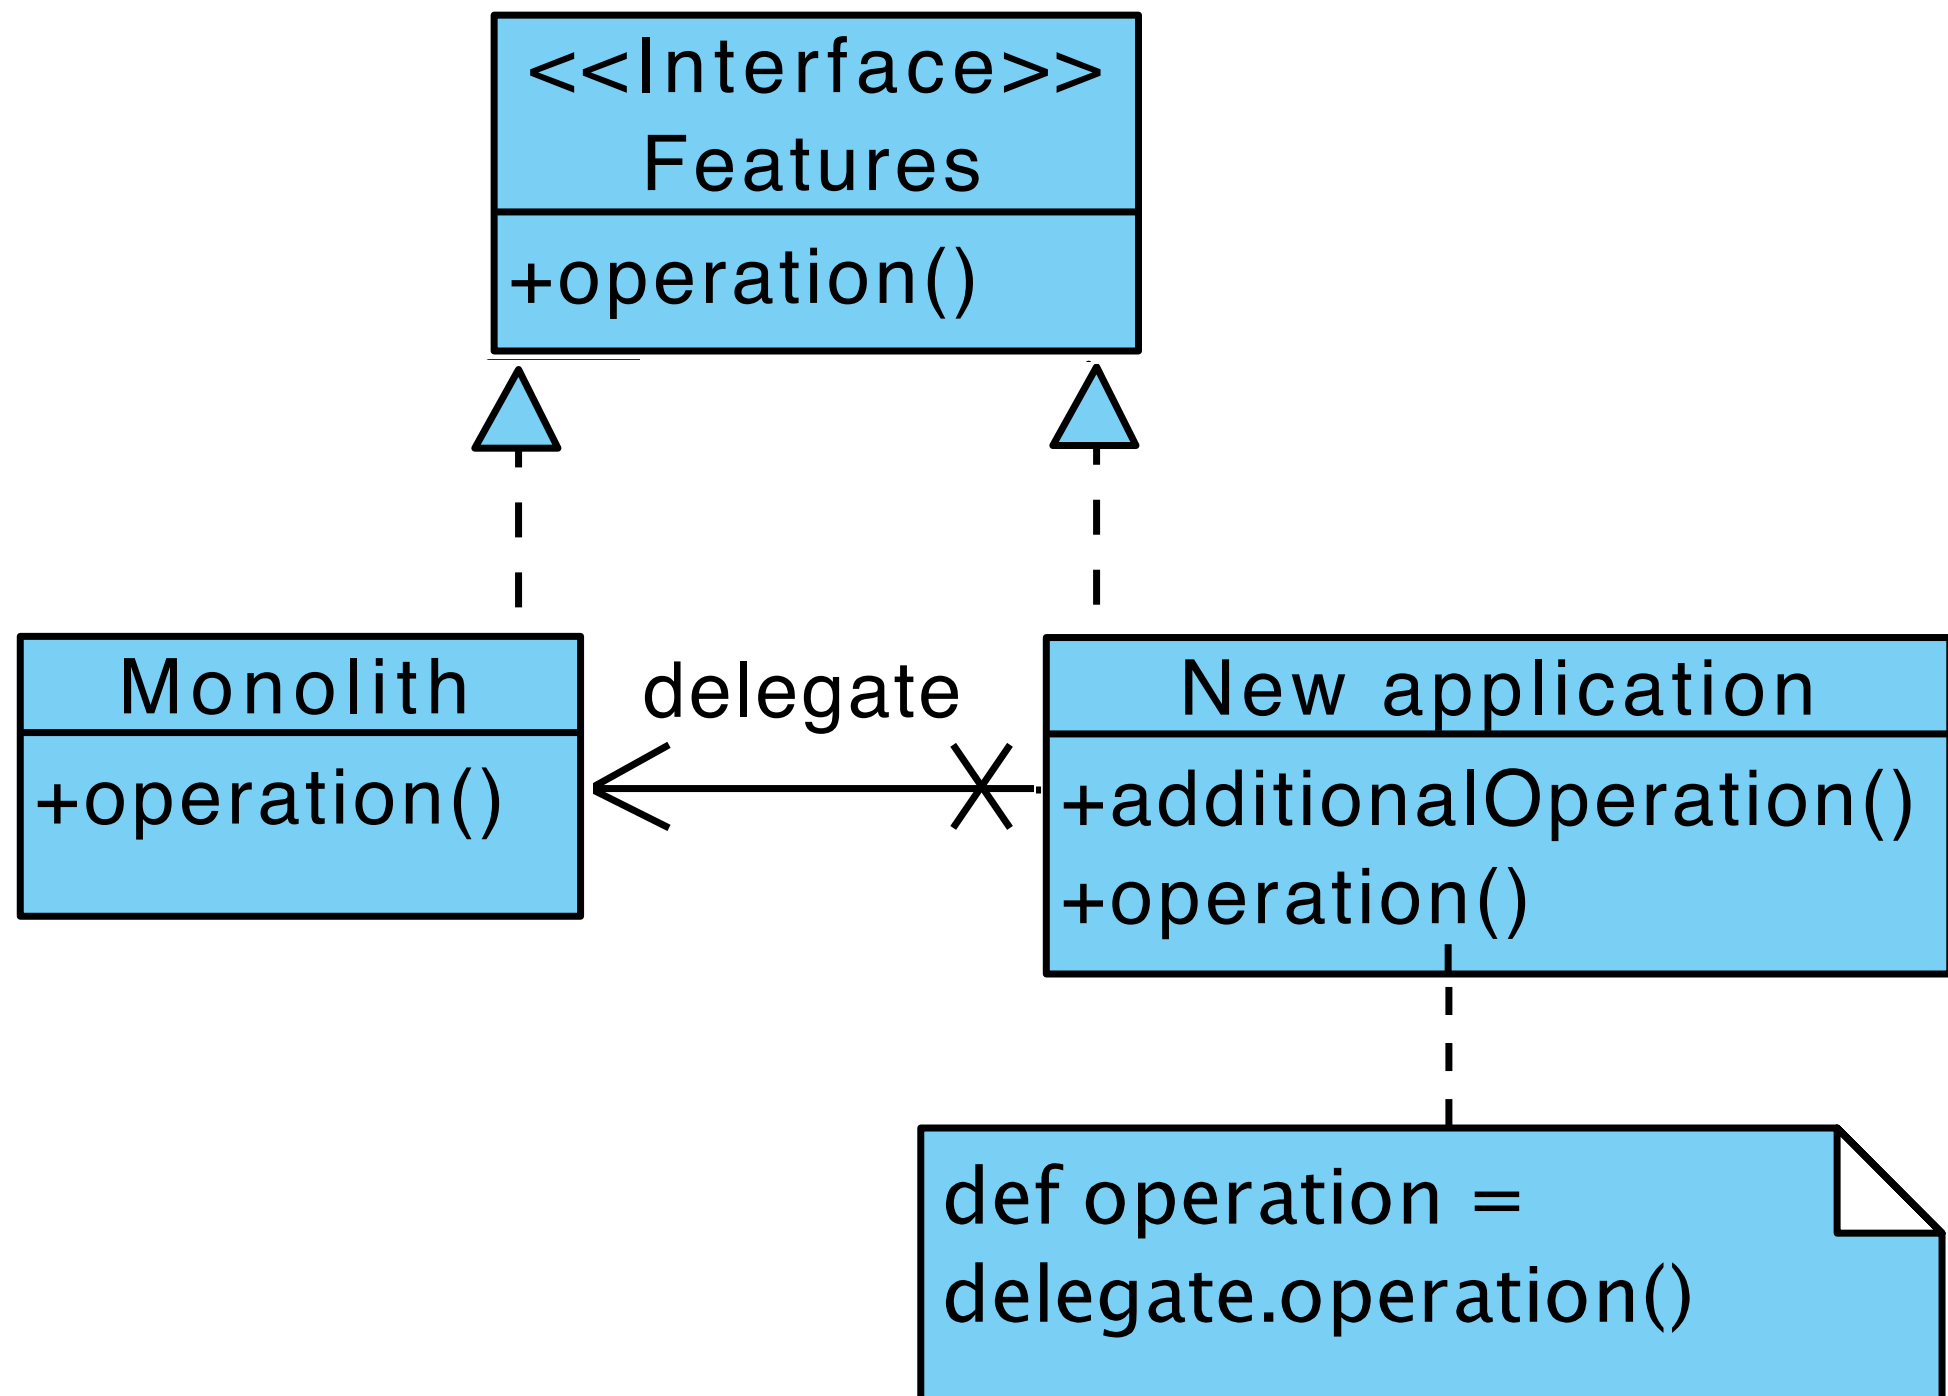 <<Interface>>
Features
+operation()
Monolith
+operation()
delegate
New application
+additionalOperation()
+operation()
def operation =
delegate.operation()